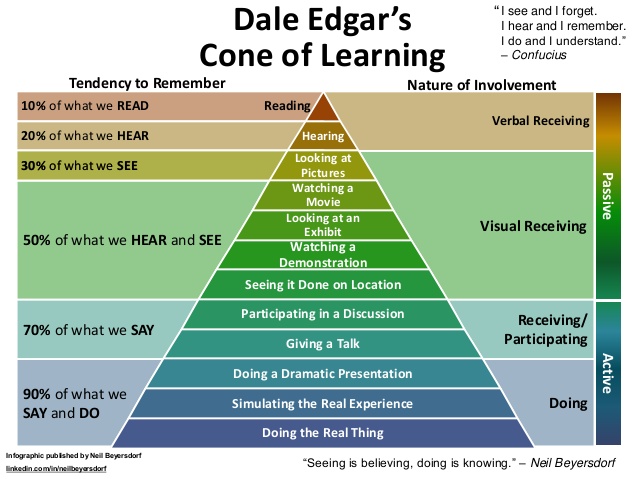 Dale Edgar’s
Cone of Learning
“I see and I forget.
I hear and I remember.
I do and I understand.”
– Confucius
Tendency to Remember
Nature of Involvement
10% of what we READ
Reading
Verbal Receiving
20% of what we HEAR
Hearing
30% of what we SEE
Looking at
Pictures
Watching a
Movie
Looking at an
Exhibit
50% of what we HEAR and SEE
Visual Receiving
Watching a
Demonstration
Seeing it Done on Location
Passive
70% of what we SAY
Participating in a Discussion
Giving a Talk
Receiving/
Participating
90% of what we
SAY and DO
Doing a Dramatic Presentation
Simulating the Real Experience
Doing the Real Thing
Doing
Active
Infographic published by Neil Beyersdorf
linkedin.com/in/neilbeyersdorf
“Seeing is believing, doing is knowing.” – Neil Beyersdorf